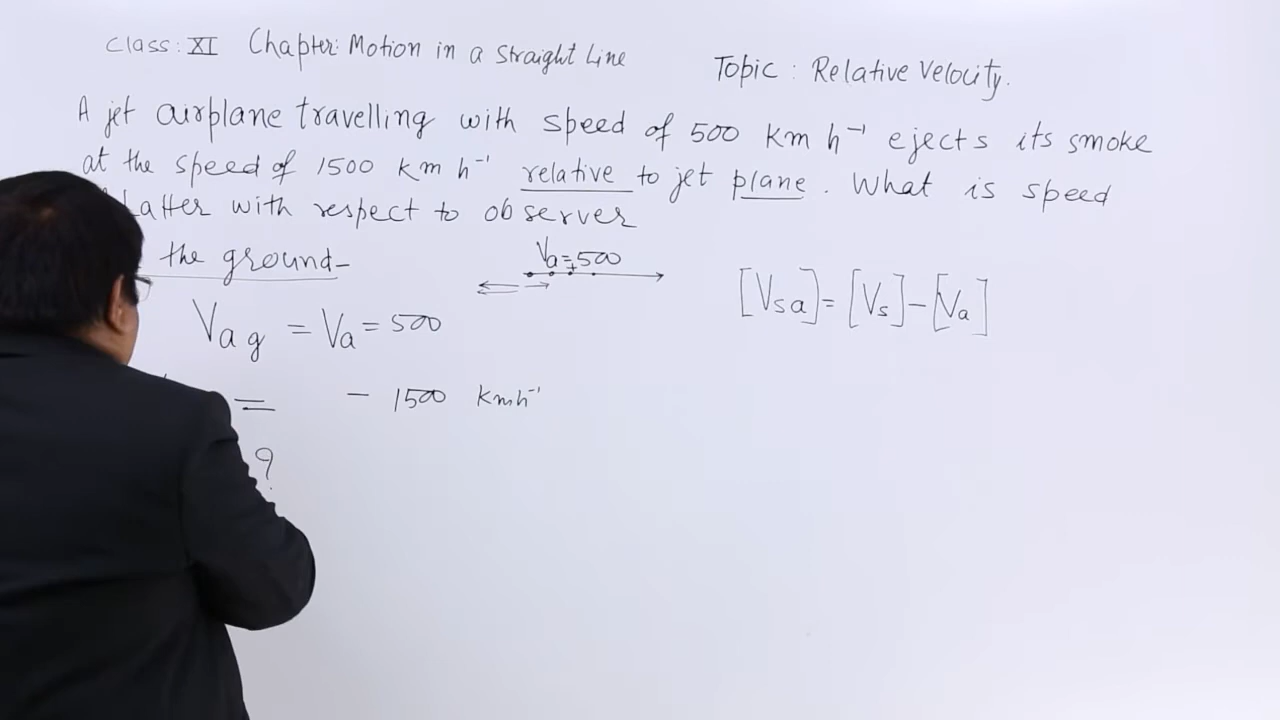 Class: XI Chapter: Motion in a Straight Line
Topic : Relative Velocity.
A jet airplane travelling with speed of 500 km h⁻¹ ejects its smoke
at the speed of 1500 km h⁻¹ relative to jet plane. What is speed
Latter with respect to observer
the ground-
Va=500
+
[Vsa] = [Vs] - [Va]
Vag = Va = 500
= - 1500 Kmh⁻¹
?